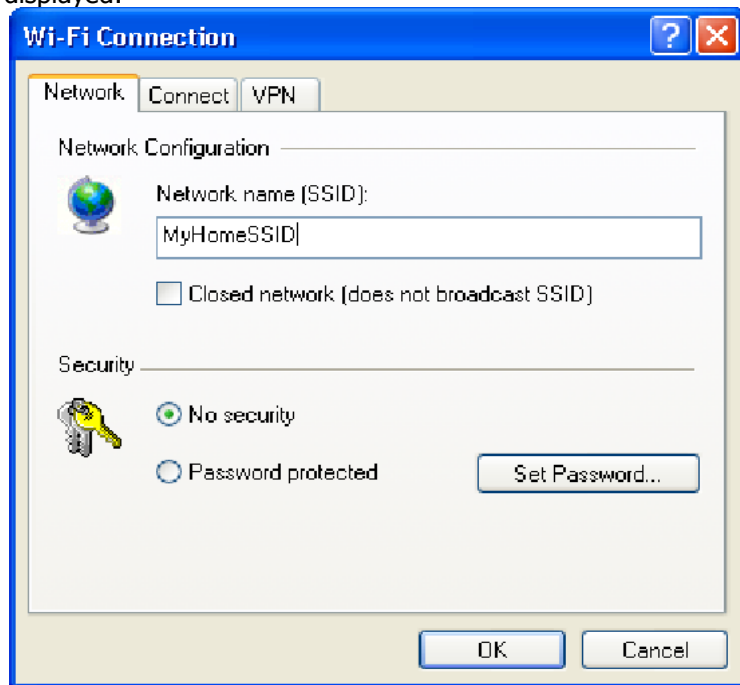 displayed.
Wi-Fi Connection
Network Connect VPN
Network Configuration
Network name (SSID):
MyHomeSSID
Closed network (does not broadcast SSID)
Security
No security
Password protected Set Password...
OK Cancel